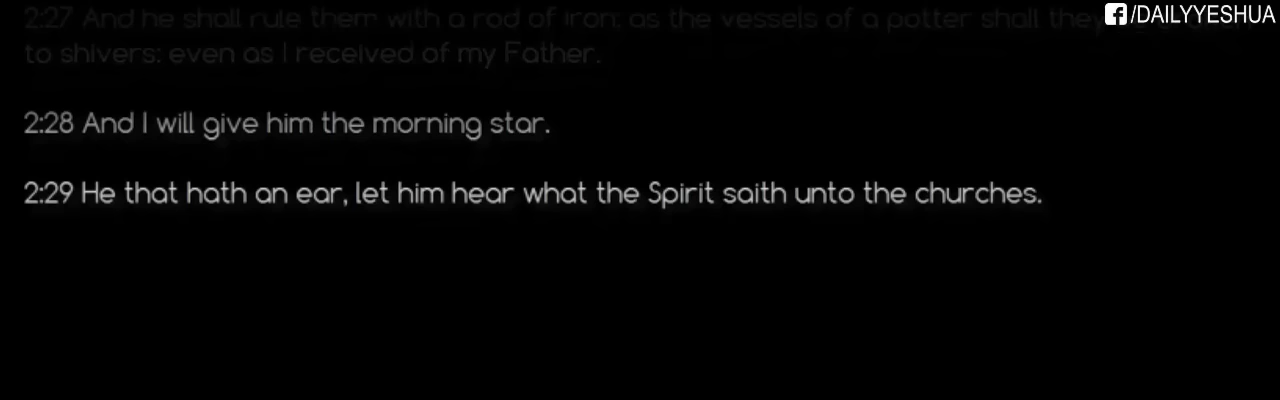 2:27 And he shall rule them with a rod of iron; as the vessels of a potter shall they
/DAILYYESHUA
to shivers: even as I received of my Father.
2:28 And I will give him the morning star.
2:29 He that hath an ear, let him hear what the Spirit saith unto the churches.